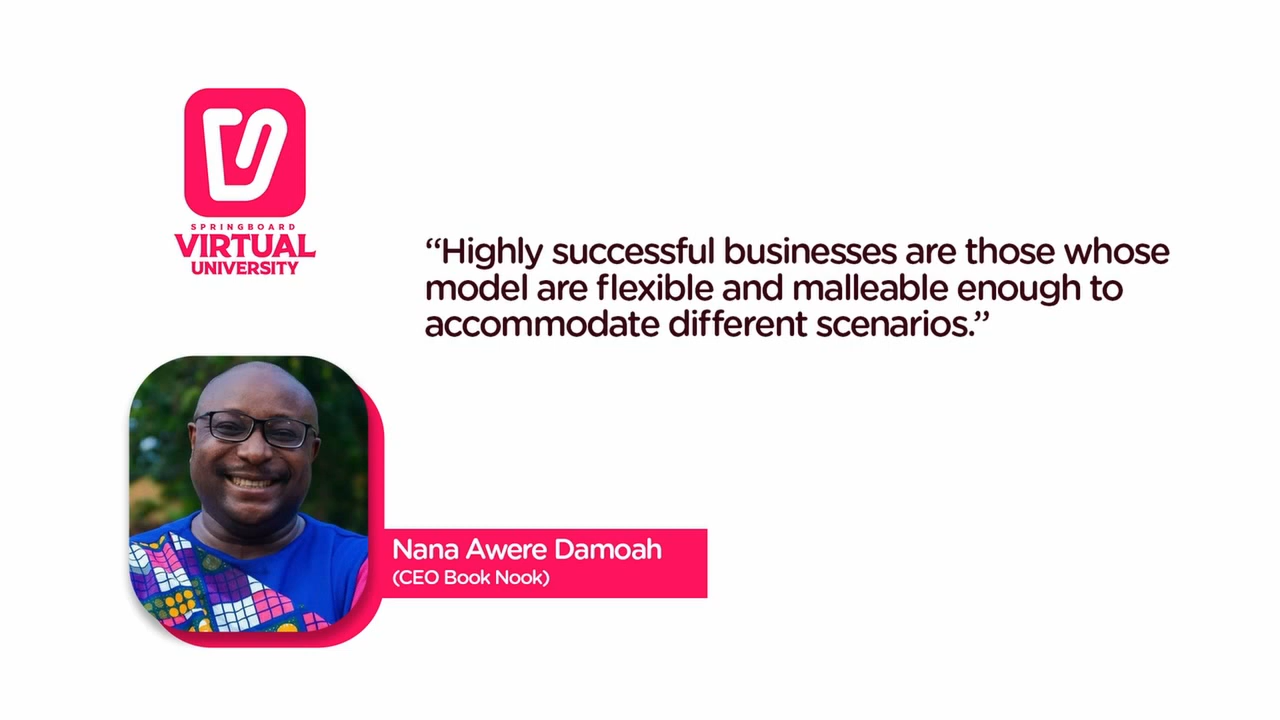 SPRINGBOARD
VIRTUAL
UNIVERSITY
“Highly successful businesses are those whose
model are flexible and malleable enough to
accommodate different scenarios.”
Nana Awere Damoah
(CEO Book Nook)